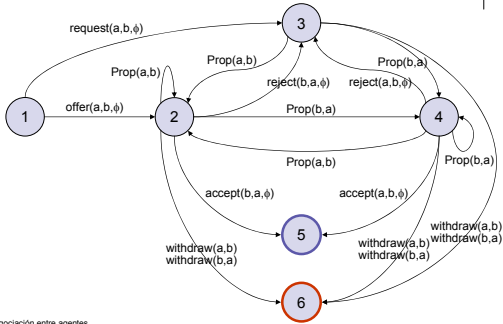 3
request(a,b,ϕ)
Prop(a,b)
Prop(b,a)
Prop(a,b)
reject(b,a,ϕ)
reject(a,b,ϕ)
1
offer(a,b,ϕ)
2
Prop(b,a)
4
Prop(b,a)
Prop(a,b)
accept(b,a,ϕ)
accept(a,b,ϕ)
5
withdraw(a,b)
withdraw(b,a)
withdraw(a,b)
withdraw(b,a)
withdraw(a,b)
withdraw(b,a)
6